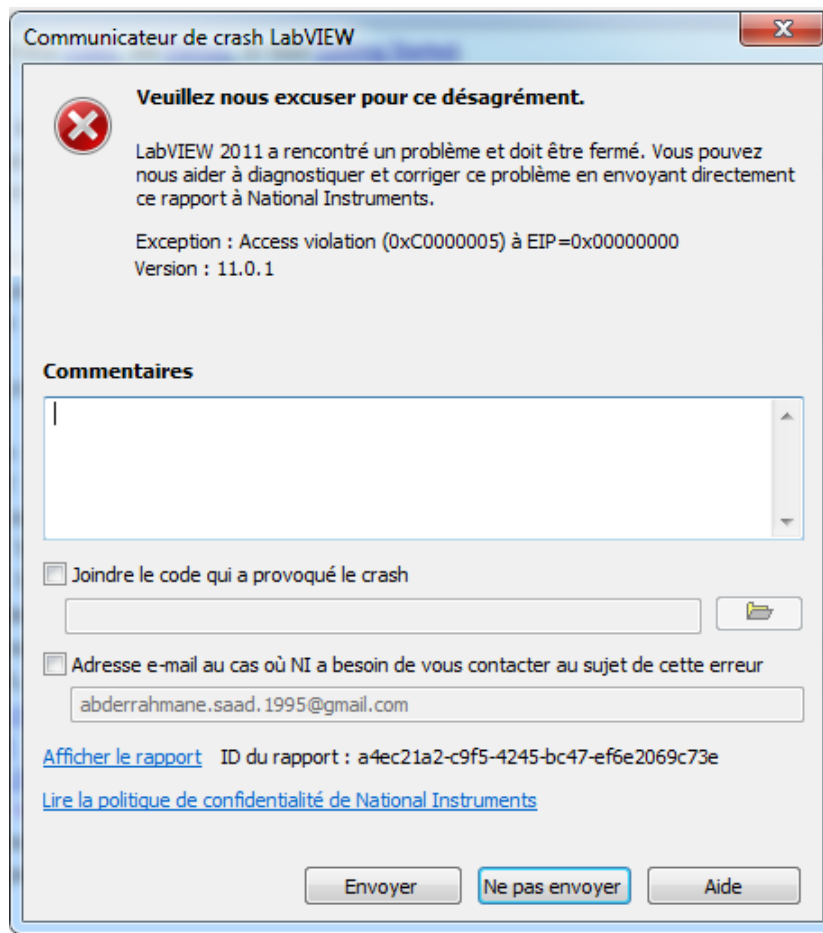 Communicateur de crash LabVIEW
Veuillez nous excuser pour ce désagrément.
LabVIEW 2011 a rencontré un problème et doit être fermé. Vous pouvez
nous aider à diagnostiquer et corriger ce problème en envoyant directement
ce rapport à National Instruments.
Exception : Access violation (0xC0000005) à EIP=0x00000000
Version : 11.0.1
Commentaires
Joindre le code qui a provoqué le crash
Adresse e-mail au cas où NI a besoin de vous contacter au sujet de cette erreur
abderrahmane.saad.1995@gmail.com
Afficher le rapport ID du rapport : a4ec21a2-c9f5-4245-bc47-ef6e2069c73e
Lire la politique de confidentialité de National Instruments
Envoyer Ne pas envoyer Aide